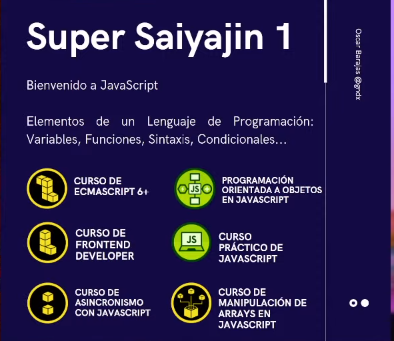 Super Saiyajin 1
Oscar Barajas @gndx
Bienvenido a JavaScript
Elementos de un Lenguaje de Programación:
Variables, Funciones, Sintaxis, Condicionales...
CURSO DE
ECMASCRIPT 6+
JS
PROGRAMACIÓN
ORIENTADA A OBJETOS
EN JAVASCRIPT
CURSO DE
FRONTEND
DEVELOPER
JS
CURSO
PRÁCTICO DE
JAVASCRIPT
CURSO DE
ASINCRONISMO
CON JAVASCRIPT
CURSO DE
MANIPULACIÓN DE
ARRAYS EN
JAVASCRIPT